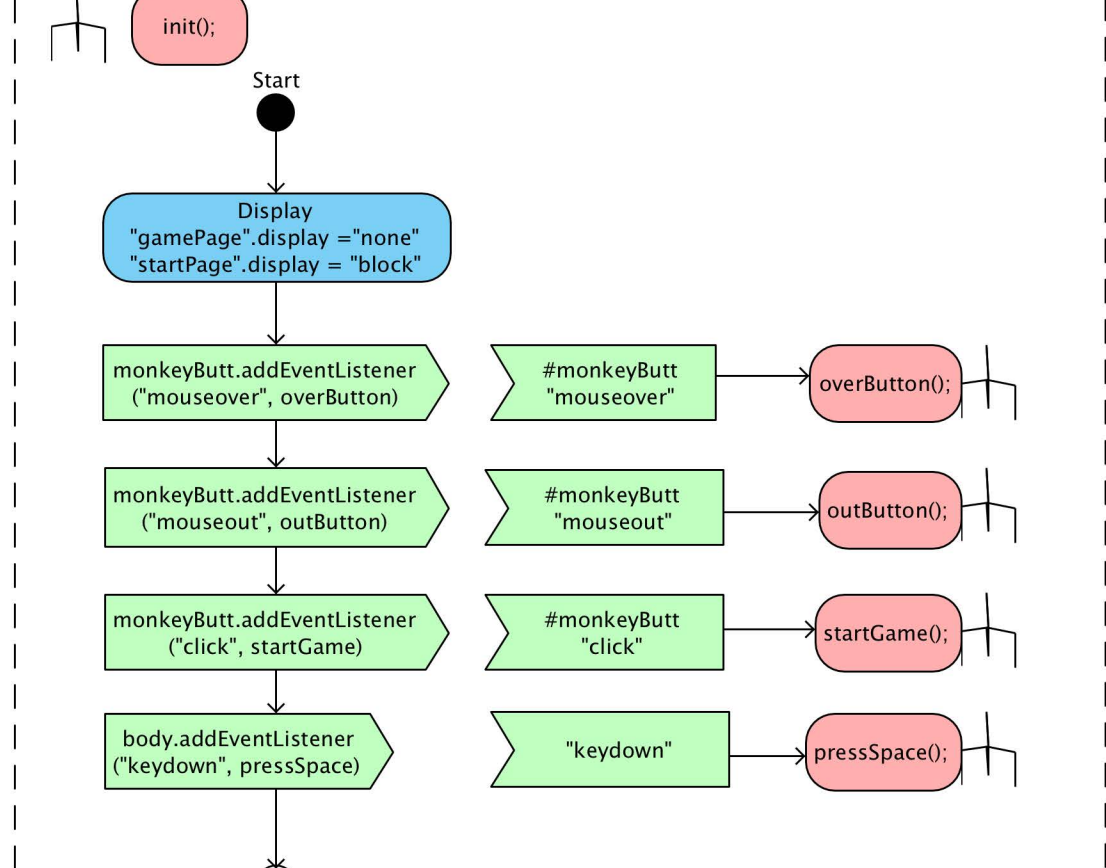 init();
Start
Display
"gamePage".display ="none"
"startPage".display = "block"
monkeyButt.addEventListener
("mouseover", overButton)
#monkeyButt
"mouseover"
overButton();
monkeyButt.addEventListener
("mouseout", outButton)
#monkeyButt
"mouseout"
outButton();
monkeyButt.addEventListener
("click", startGame)
#monkeyButt
"click"
startGame();
body.addEventListener
("keydown", pressSpace)
"keydown"
pressSpace();